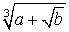 ∛(a + √b)